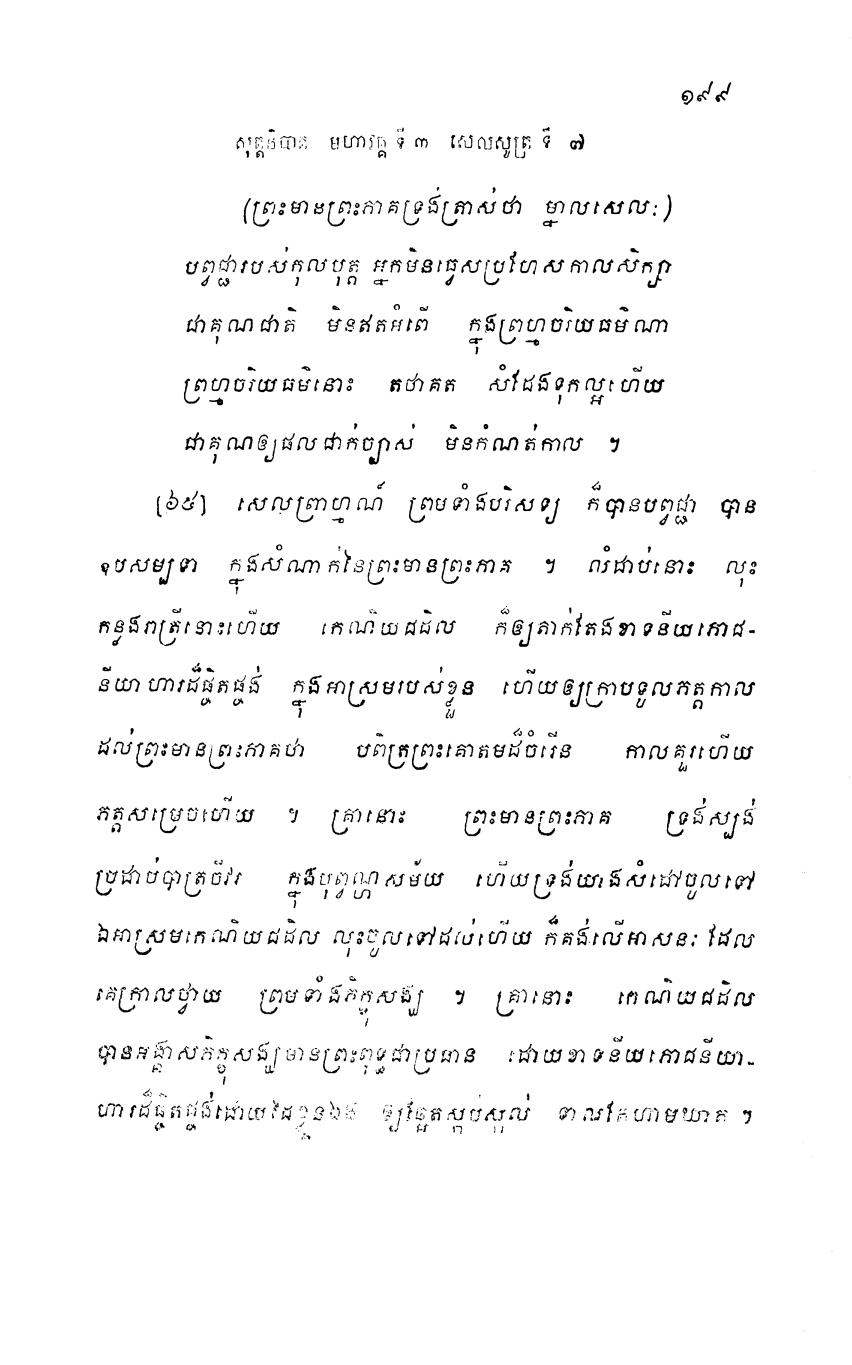 ១៩៩
សុត្តនិបាត មហាវគ្គ ទី ៣ សេលសូត្រ ទី ៧
(ព្រះមានព្រះភាគទ្រង់ត្រាស់ថា ម្នាលសេលៈ)
បព្វជ្ជារបស់កុលបុត្ត អ្នកមិនធ្វេសប្រហែសកាលសិក្សា
ជាគុណជាតិ មិនឥតអំពើ ក្នុងព្រហ្មចរិយធម៌ណា
ព្រហ្មចរិយធម៌នោះ តថាគត សំដែងទុកល្អហើយ
ជាគុណឲ្យផលជាក់ច្បាស់ មិនកំណត់កាល ។
[៦៥] សេលព្រាហ្មណ៍ ព្រមទាំងបរិសទ្យ ក៏បានបព្វជ្ជា បាន
ឧបសម្បទា ក្នុងសំណាក់នៃព្រះមានព្រះភាគ ។ លំដាប់នោះ លុះ
កន្លងរាត្រីនោះហើយ កេណិយជដិល ក៏ឲ្យតាក់តែងខាទនីយភោជ-
នីយាហារដ៏ផ្ចិតផ្ចង់ ក្នុងអាស្រមរបស់ខ្លួន ហើយឲ្យក្រាបទូលភត្តកាល
ដល់ព្រះមានព្រះភាគថា បពិត្រព្រះគោតមដ៏ចំរើន កាលគួរហើយ
ភត្តសម្រេចហើយ ។ គ្រានោះ ព្រះមានព្រះភាគ ទ្រង់ស្បង់
ប្រដាប់បាត្រចីវរ ក្នុងបុព្វណ្ហសម័យ ហើយទ្រង់យាងសំដៅចូលទៅ
ឯអាស្រមកេណិយជដិល លុះចូលទៅដល់ហើយ ក៏គង់លើអាសនៈ ដែល
គេក្រាលថ្វាយ ព្រមទាំងភិក្ខុសង្ឃ ។ គ្រានោះ កេណិយជដិល
បានអង្គាសភិក្ខុសង្ឃមានព្រះពុទ្ធជាប្រធាន ដោយខាទនីយភោជនីយា-
ហារដ៏ផ្ចិតផ្ចង់ដោយដៃខ្លួនឯង ឲ្យឆ្អែតស្កប់ស្កល់ ទាល់តែហាមឃាត ។